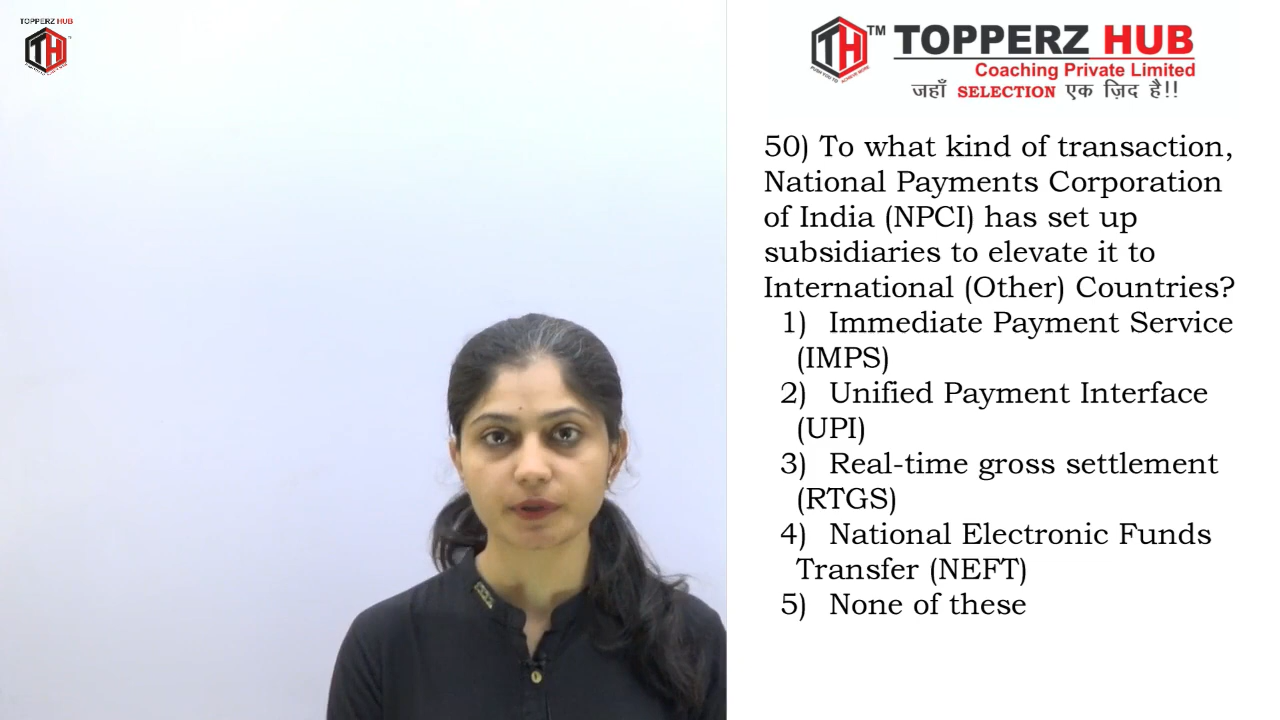 TOPPERZ HUB
TH
TH
TM
TOPPERZ HUB
Coaching Private Limited
जहाँ SELECTION एक ज़िद है!!
50) To what kind of transaction,
National Payments Corporation
of India (NPCI) has set up
subsidiaries to elevate it to
International (Other) Countries?
1) Immediate Payment Service
(IMPS)
2) Unified Payment Interface
(UPI)
3) Real-time gross settlement
(RTGS)
4) National Electronic Funds
Transfer (NEFT)
5) None of these